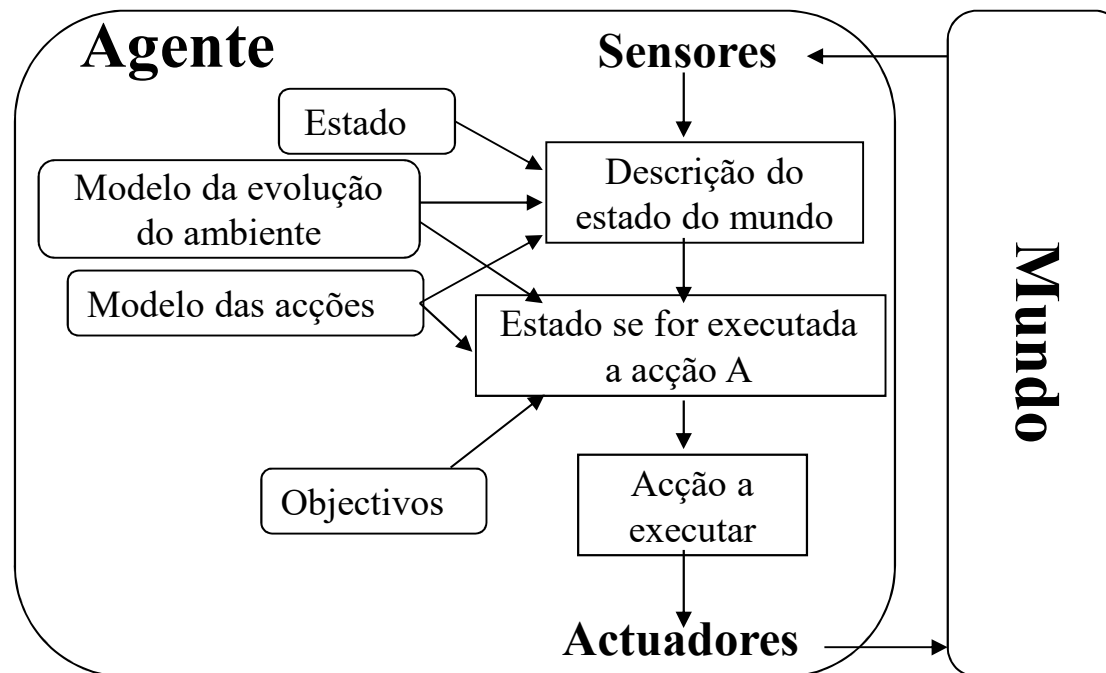 Agente
Sensores
Estado
Descrição do
estado do mundo
Modelo da evolução
do ambiente
Modelo das acções
Estado se for executada
a acção A
Objectivos
Acção a
executar
Actuadores
Mundo